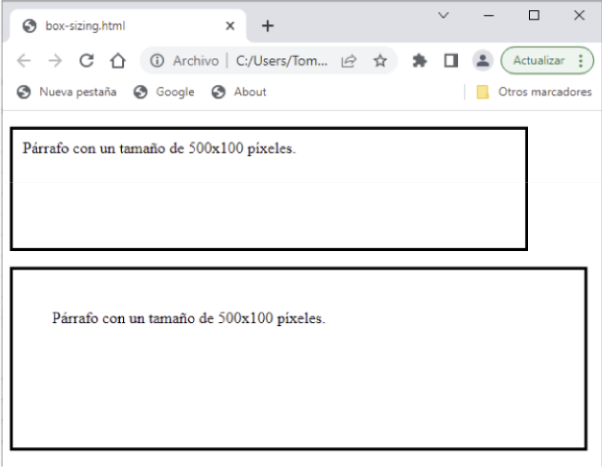 box-sizing.html
Archivo | C:/Users/Tom...
Actualizar
Nueva pestaña Google About
Otros marcadores
Párrafo con un tamaño de 500x100 píxeles.
Párrafo con un tamaño de 500x100 píxeles.